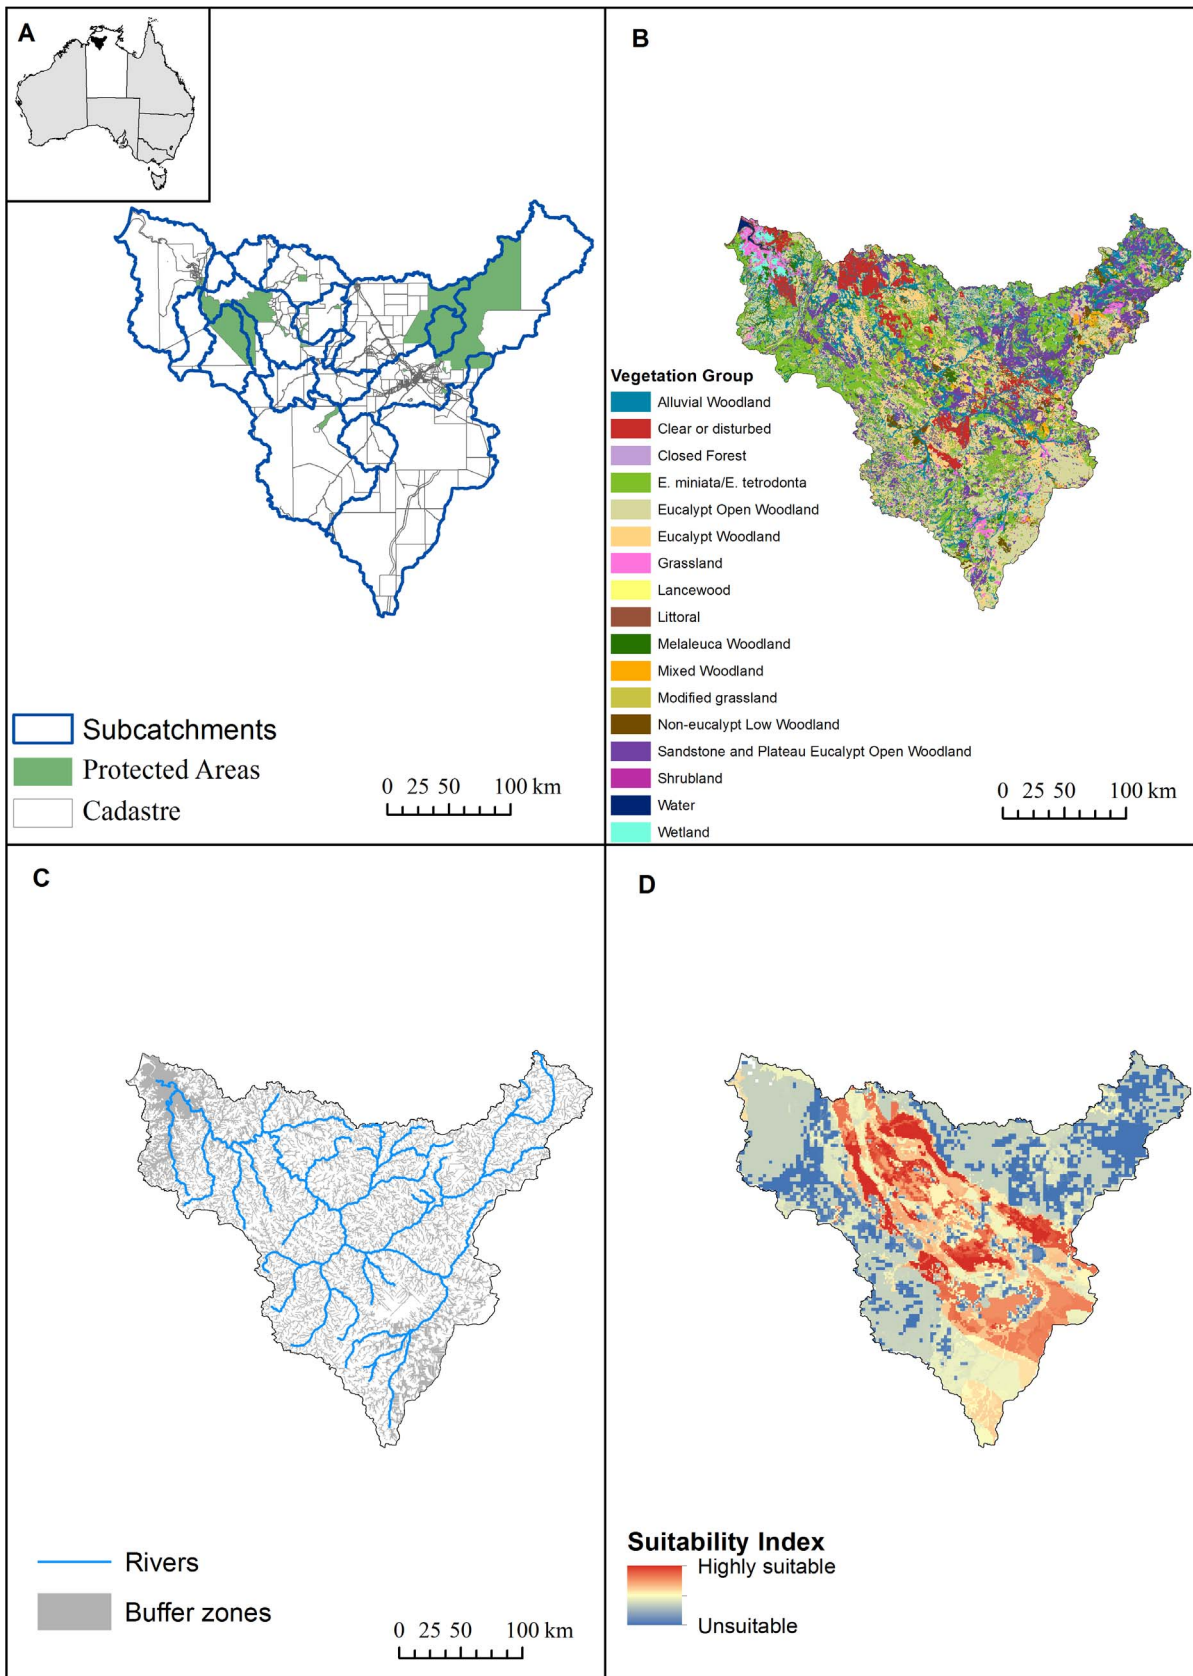 A
B
Vegetation Group
Alluvial Woodland
Clear or disturbed
Closed Forest
E. miniata/E. tetrodonta
Eucalypt Open Woodland
Eucalypt Woodland
Grassland
Lancewood
Littoral
Melaleuca Woodland
Mixed Woodland
Modified grassland
Non-eucalypt Low Woodland
Sandstone and Plateau Eucalypt Open Woodland
Shrubland
Water
Wetland
Subcatchments
Protected Areas
Cadastre
0 25 50 100 km
0 25 50 100 km
C
D
Rivers
Buffer zones
0 25 50 100 km
Suitability Index
Highly suitable
Unsuitable